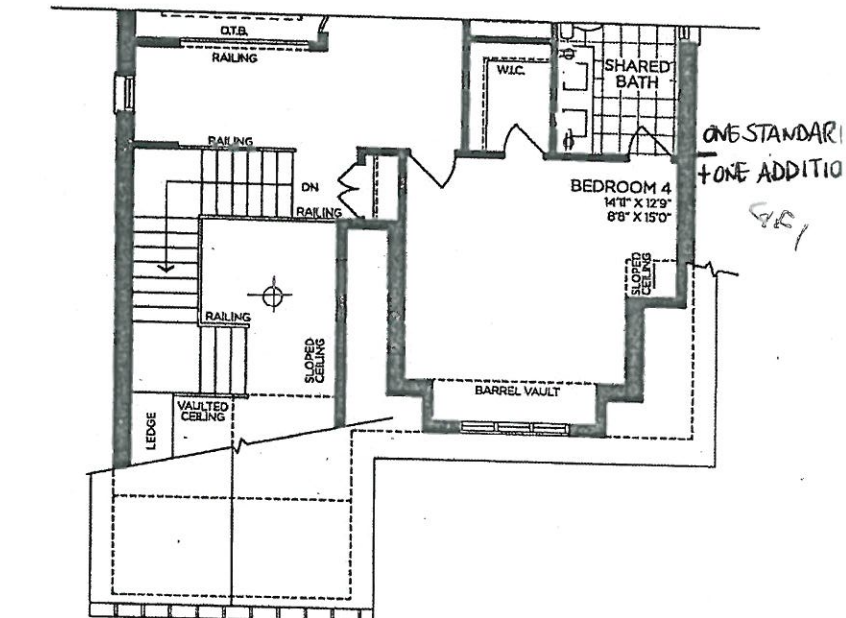 O.T.B.
RAILING
W.I.C.
SHARED
BATH
RAILING
ONE STANDAR
+ ONE ADDITIO
DN
RAILING
BEDROOM 4
14'11" X 12'9"
8'8" X 15'0"
SLOPED
CEILING
RAILING
SLOPED
CEILING
BARREL VAULT
VAULTED
CEILING
LEDGE